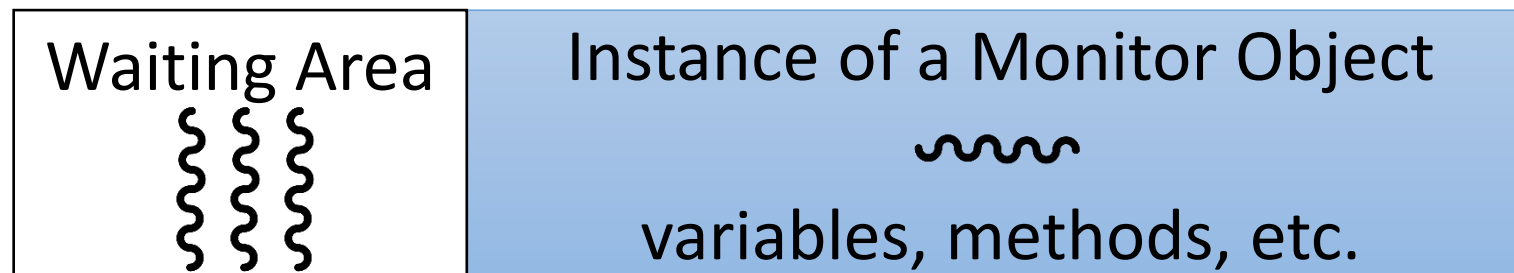 Waiting Area
Instance of a Monitor Object
variables, methods, etc.